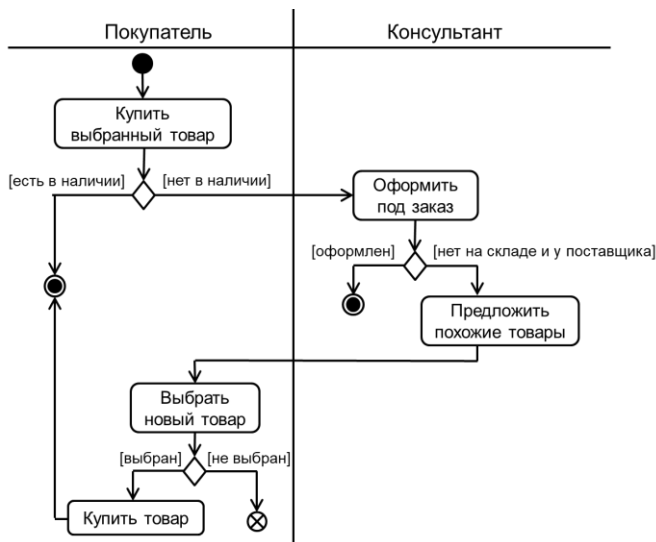 Покупатель
Консультант
Купить
выбранный товар
[есть в наличии]
[нет в наличии]
Оформить
под заказ
[оформлен]
[нет на складе и у поставщика]
Предложить
похожие товары
Выбрать
новый товар
[выбран]
[не выбран]
Купить товар